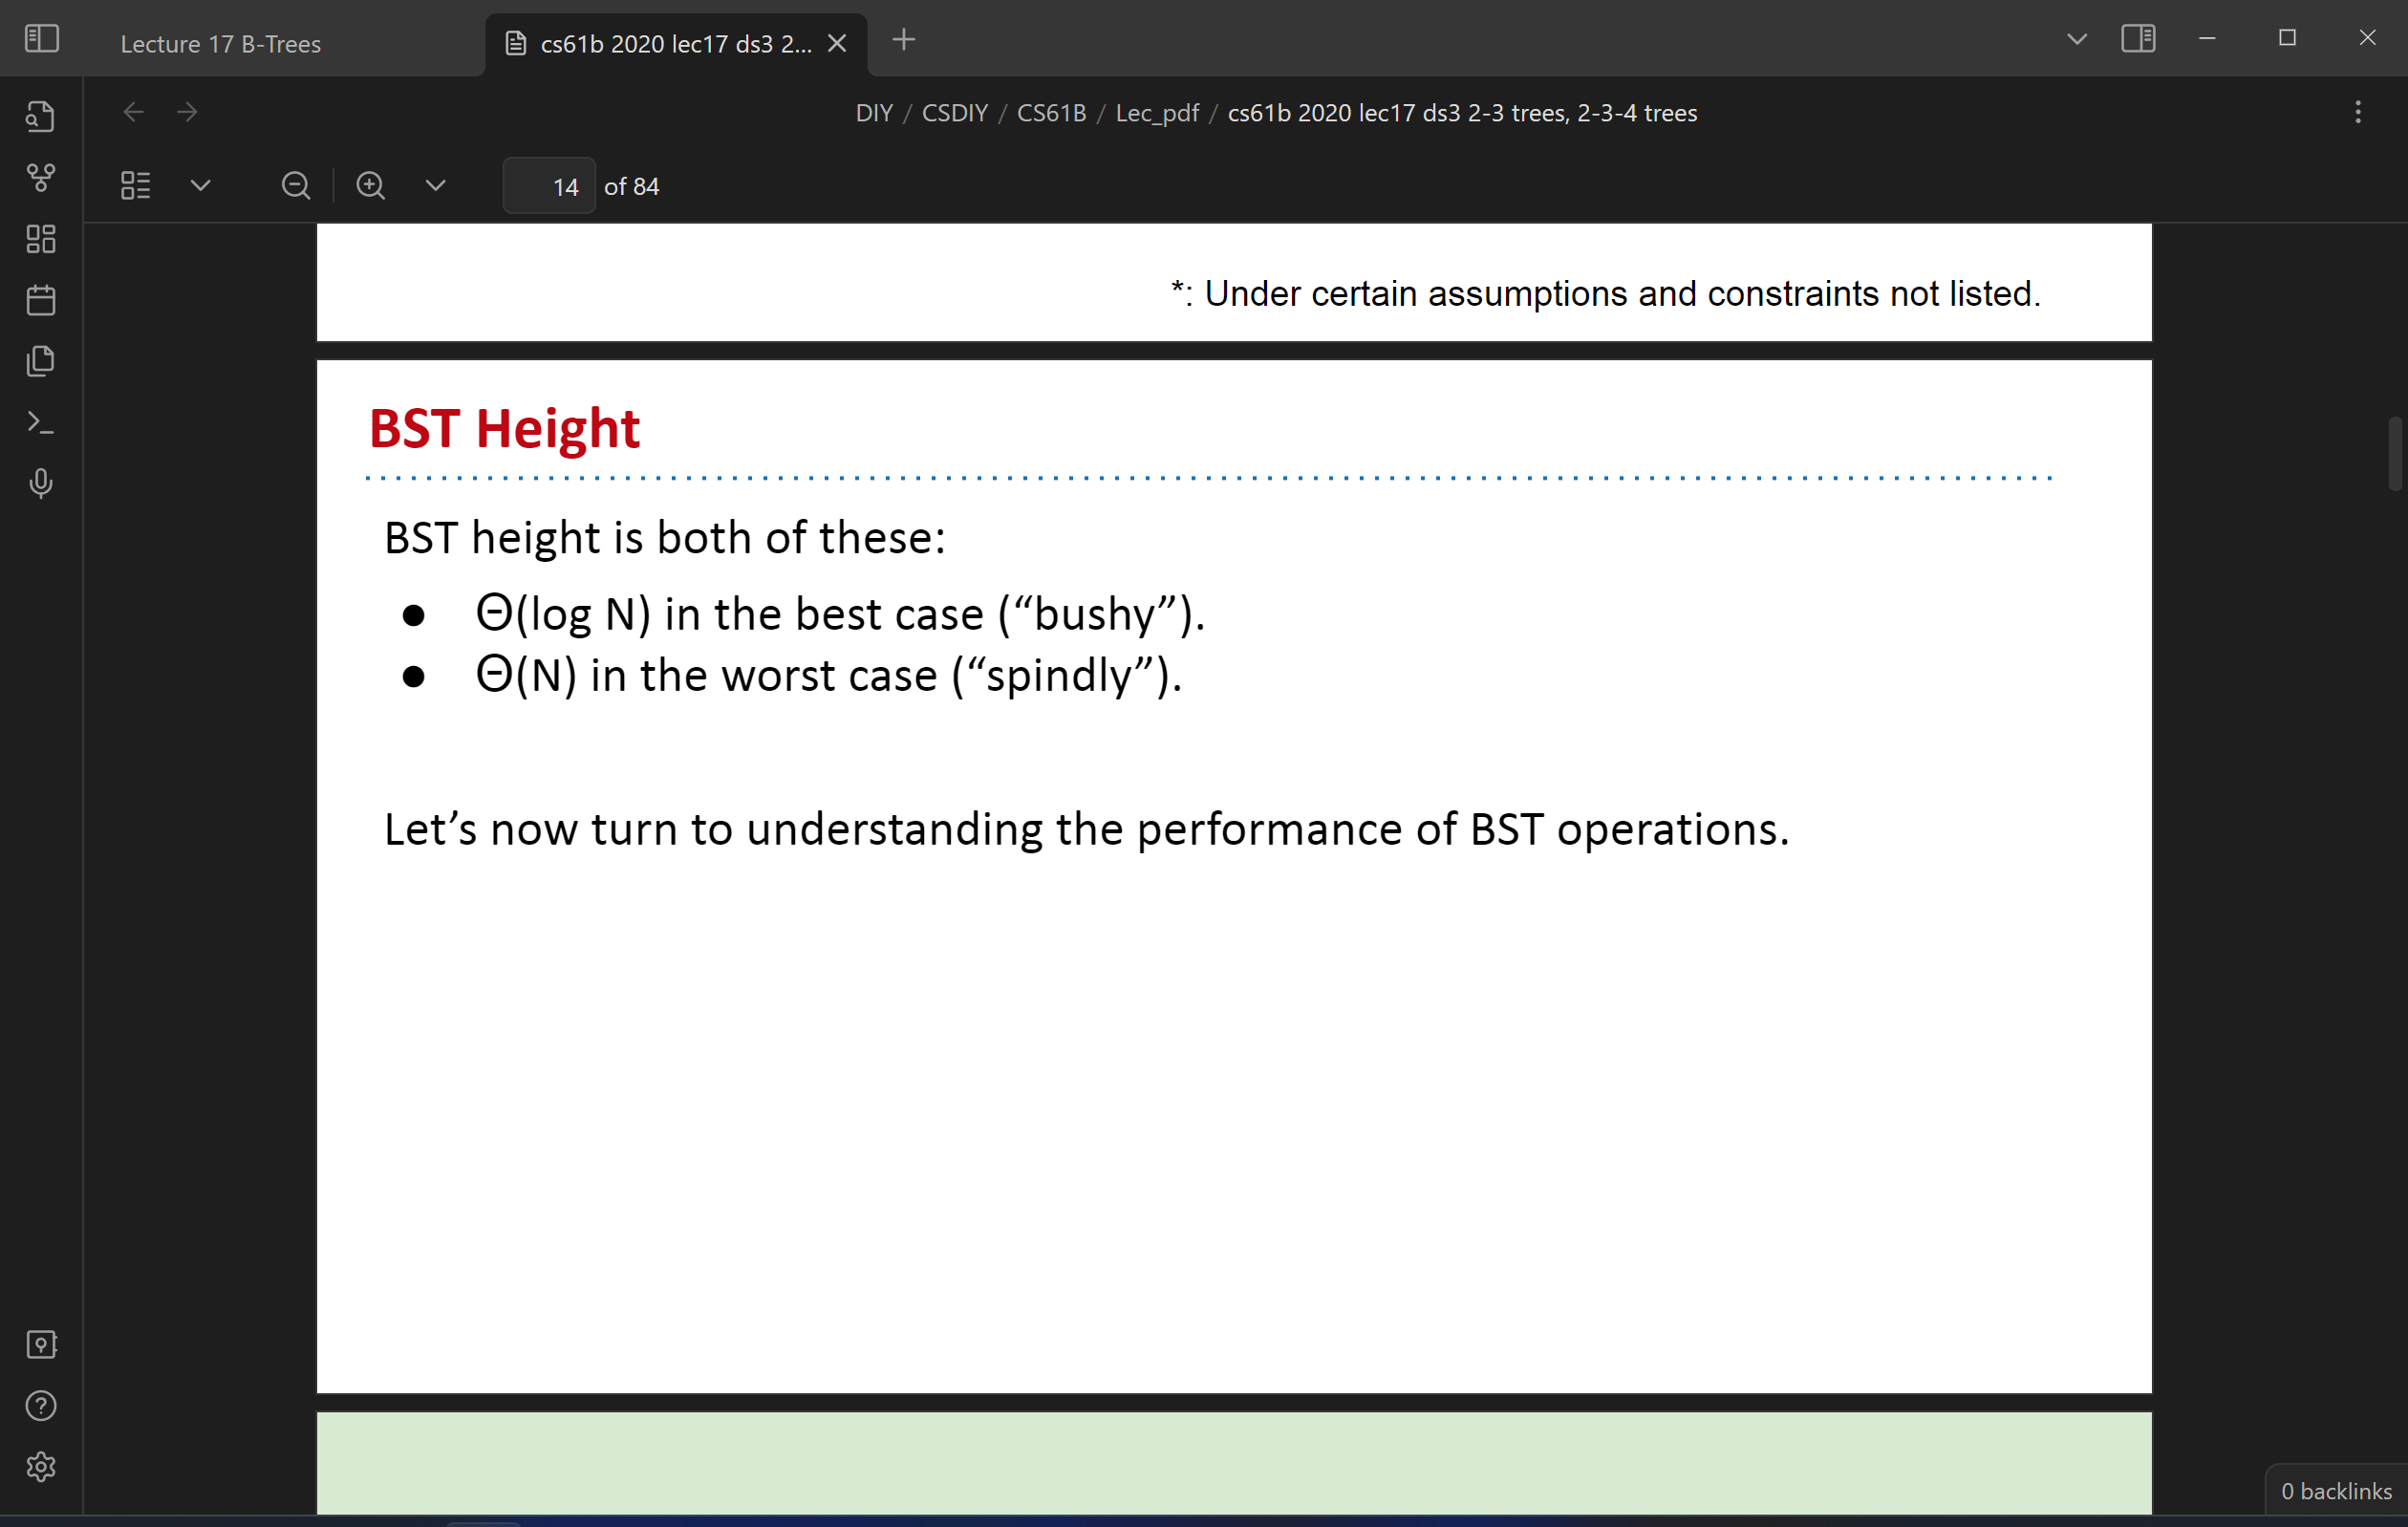 Lecture 17 B-Trees
cs61b 2020 lec17 ds3 2...
DIY / CSDIY / CS61B / Lec_pdf / cs61b 2020 lec17 ds3 2-3 trees, 2-3-4 trees
14 of 84
*: Under certain assumptions and constraints not listed.
BST Height
BST height is both of these:
● Θ(log N) in the best case (“bushy”).
● Θ(N) in the worst case (“spindly”).
Let’s now turn to understanding the performance of BST operations.
0 backlinks